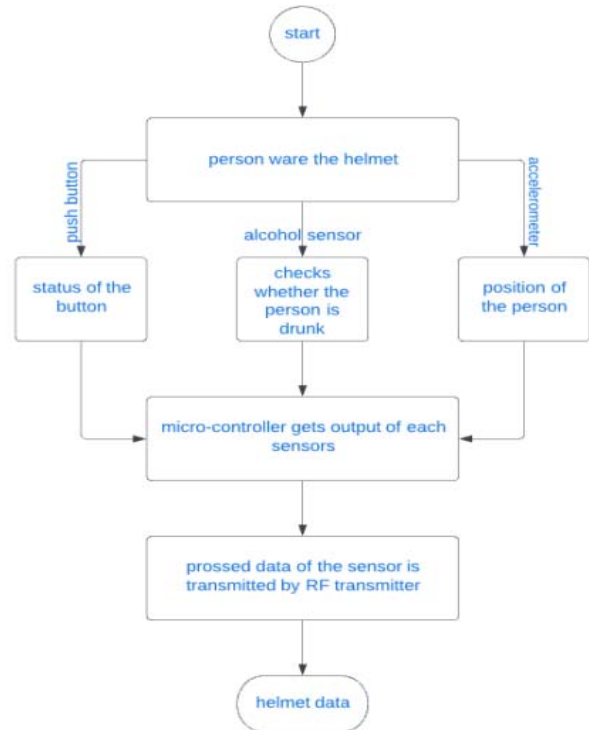 start
person ware the helmet
push button
alcohol sensor
accelerometer
status of the
button
checks
whether the
person is
drunk
position of
the person
micro-controller gets output of each
sensors
prossed data of the sensor is
transmitted by RF transmitter
helmet data